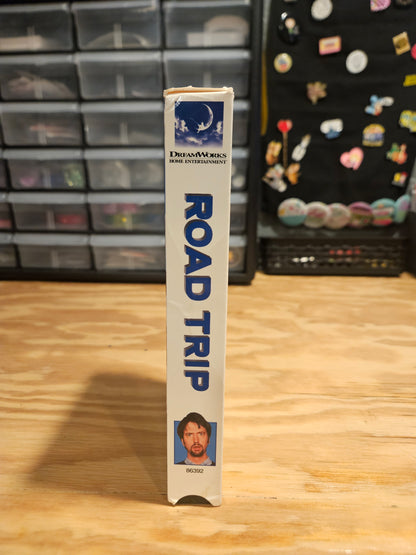 DREAMWORKS
HOME ENTERTAINMENT
ROAD TRIP
86392